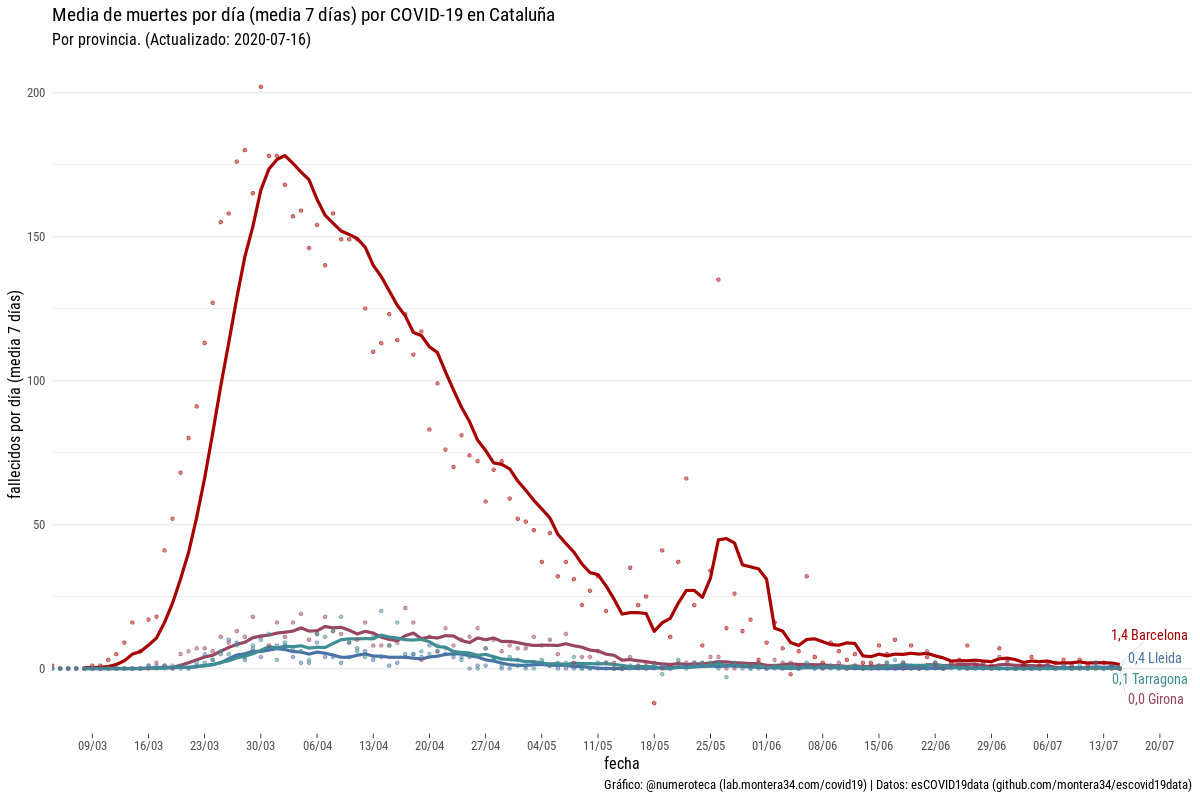 Media de muertes por día (media 7 días) por COVID-19 en Cataluña
Por provincia. (Actualizado: 2020-07-16)
200
150
100
50
0
fallecidos por día (media 7 días)
1,4 Barcelona
0,4 Lleida
0,1 Tarragona
0,0 Girona
09/03 16/03 23/03 30/03 06/04 13/04 20/04 27/04 04/05 11/05 18/05 25/05 01/06 08/06 15/06 22/06 29/06 06/07 13/07 20/07
fecha
Gráfico: @numeroteca (lab.montera34.com/covid19) | Datos: esCOVID19data (github.com/montera34/escovid19data)